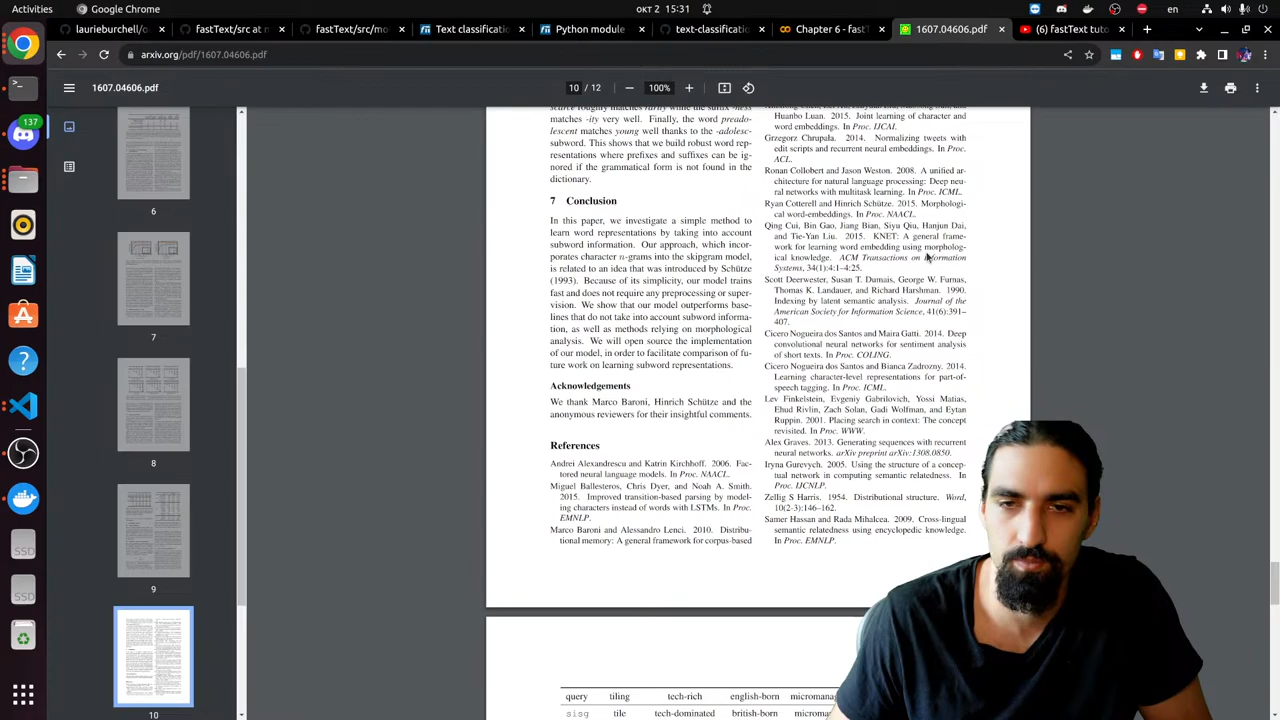 Activities
Google Chrome
окт 2 15:31
en
laurieburchell/
fastText/src at m
fastText/src/mo
Text classificatio
Python module
text-classificatio
Chapter 6 - fast
1607.04606.pdf
(6) fastText tuto
arxiv.org/pdf/1607.04606.pdf
1607.04606.pdf
10 / 12
100%
137
6
7
8
9
10
matches -ity very well. Finally, the word preado-
lescent matches young well thanks to the -adolesc-
subword. This shows that we build robust word rep-
resentations where prefixes and suffixes can be ig-
nored if the grammatical form is not found in the
dictionary.
7 Conclusion
In this paper, we investigate a simple method to
learn word representations by taking into account
subword information. Our approach, which incor-
porates character n-grams into the skipgram model,
is related to an idea that was introduced by Schütze
(1993). Because of its simplicity, our model trains
fast and does not require any preprocessing or super-
vision. We show that our model outperforms base-
lines that do not take into account subword informa-
tion, as well as methods relying on morphological
analysis. We will open source the implementation
of our model, in order to facilitate comparison of fu-
ture work on learning subword representations.
Acknowledgements
We thank Marco Baroni, Hinrich Schütze and the
anonymous reviewers for their insightful comments.
References
Andrei Alexandrescu and Katrin Kirchhoff. 2006. Fac-
tored neural language models. In Proc. NAACL.
Miguel Ballesteros, Chris Dyer, and Noah A. Smith.
2015. Improved transition-based parsing by model-
ing characters instead of words with LSTMs. In Proc.
EMNLP.
Marco Baroni and Alessandro Lenci. 2010. Distribu-
tional memory: A general framework for corpus-based
Huanbo Luan. 2015. Joint learning of character and
word embeddings. In Proc. IJCAI.
Grzegorz Chrupała. 2014. Normalizing tweets with
edit scripts and recurrent neural embeddings. In Proc.
ACL.
Ronan Collobert and Jason Weston. 2008. A unified ar-
chitecture for natural language processing: Deep neu-
ral networks with multitask learning. In Proc. ICML.
Ryan Cotterell and Hinrich Schütze. 2015. Morphologi-
cal word-embeddings. In Proc. NAACL.
Qing Cui, Bin Gao, Jiang Bian, Siyu Qiu, Hanjun Dai,
and Tie-Yan Liu. 2015. KNET: A general frame-
work for learning word embedding using morpholog-
ical knowledge. ACM Transactions on Information
Systems, 34(1):4:1–4:25.
Scott Deerwester, Susan T. Dumais, George W. Furnas,
Thomas K. Landauer, and Richard Harshman. 1990.
Indexing by latent semantic analysis. Journal of the
American Society for Information Science, 41(6):391–
407.
Cicero Nogueira dos Santos and Maira Gatti. 2014. Deep
convolutional neural networks for sentiment analysis
of short texts. In Proc. COLING.
Cicero Nogueira dos Santos and Bianca Zadrozny. 2014.
Learning character-level representations for part-of-
speech tagging. In Proc. ICML.
Lev Finkelstein, Evgeniy Gabrilovich, Yossi Matias,
Ehud Rivlin, Zach Solan, Gadi Wolfman, and Eytan
Ruppin. 2001. Placing search in context: The concept
revisited. In Proc. WWW.
Alex Graves. 2013. Generating sequences with recurrent
neural networks. arXiv preprint arXiv:1308.0850.
Iryna Gurevych. 2005. Using the structure of a concep-
tual network in computing semantic relatedness. In
Proc. IJCNLP.
Zellig S Harris. 1954. Distributional structure. Word,
10(2-3):146–162.
Samer Hassan and Rada Mihalcea. 2009. Cross-lingual
semantic relatedness using encyclopedic knowledge.
In Proc. EMNLP.
query tiling tech-rich english-born micromana
sisg tile tech-dominated british-born microma